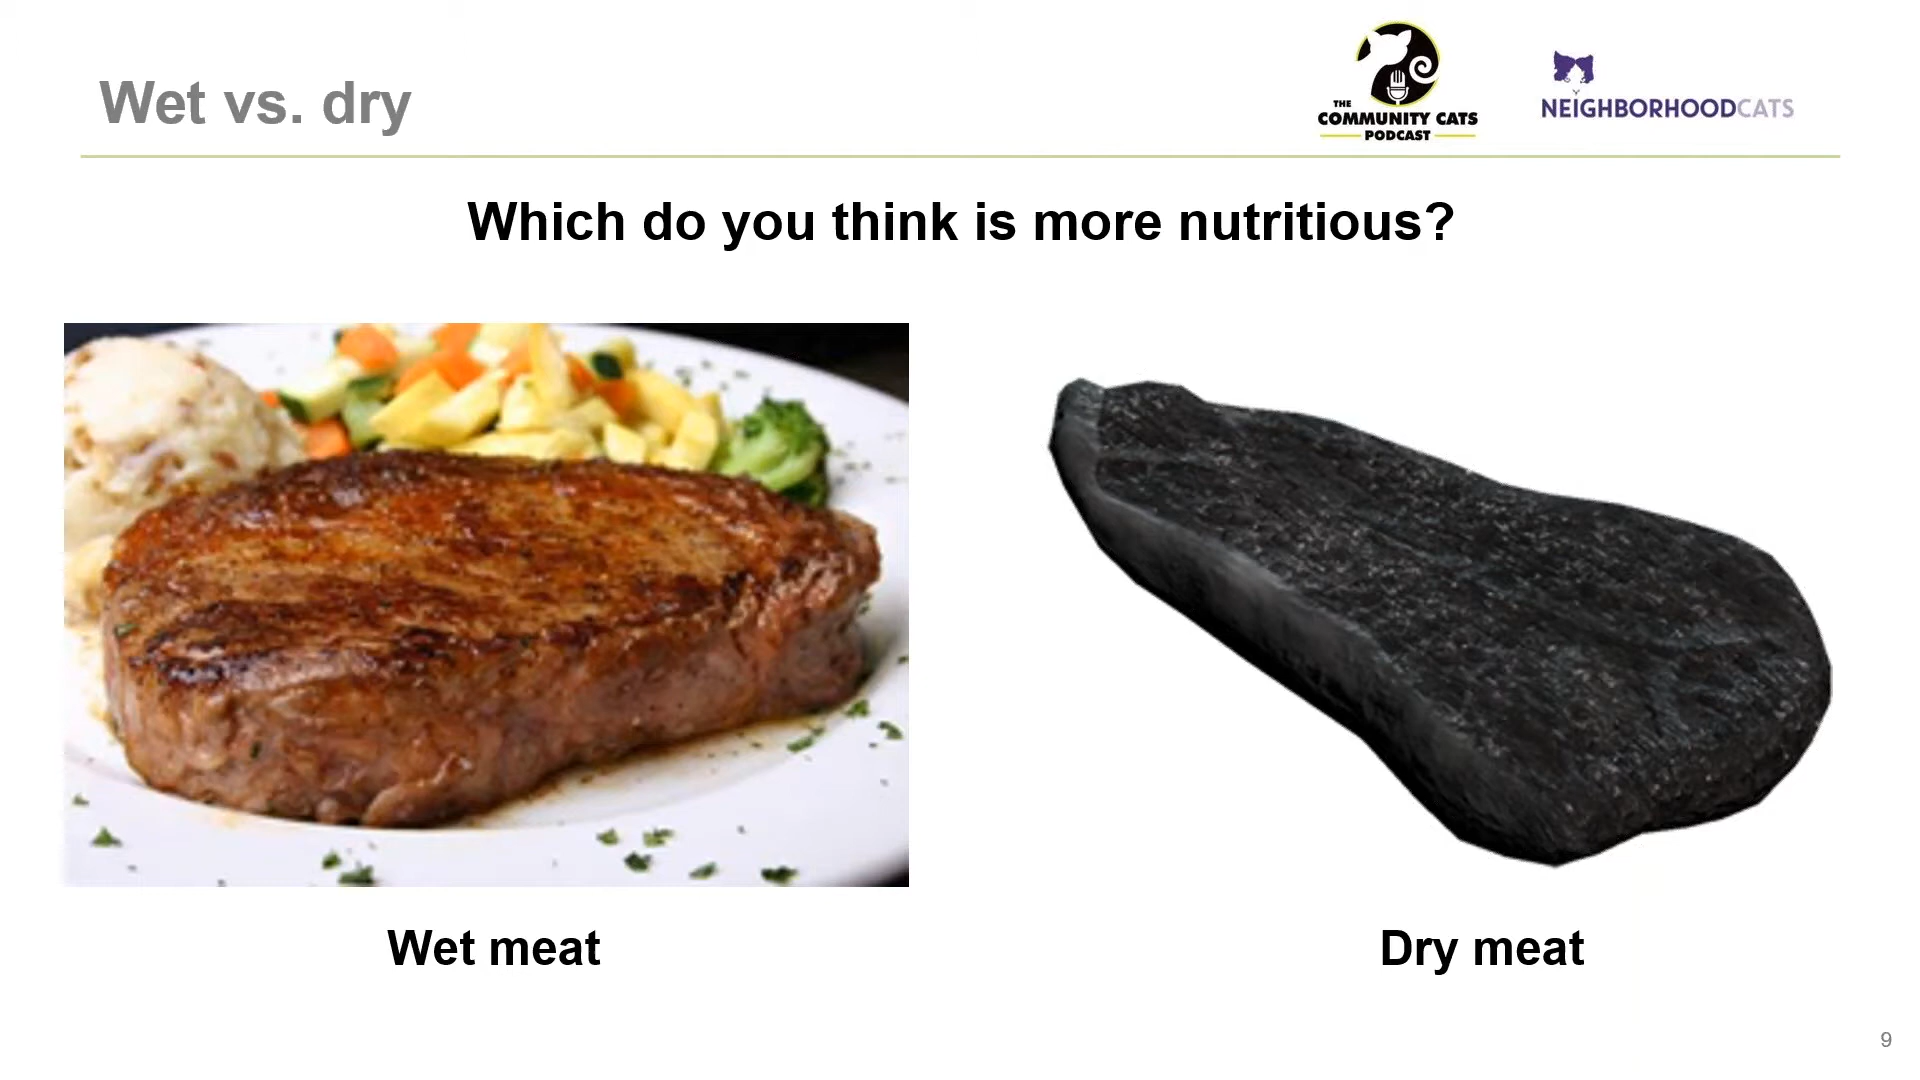 Wet vs. dry
THE
COMMUNITY CATS
PODCAST
NEIGHBORHOODCATS
Which do you think is more nutritious?
Wet meat
Dry meat
9